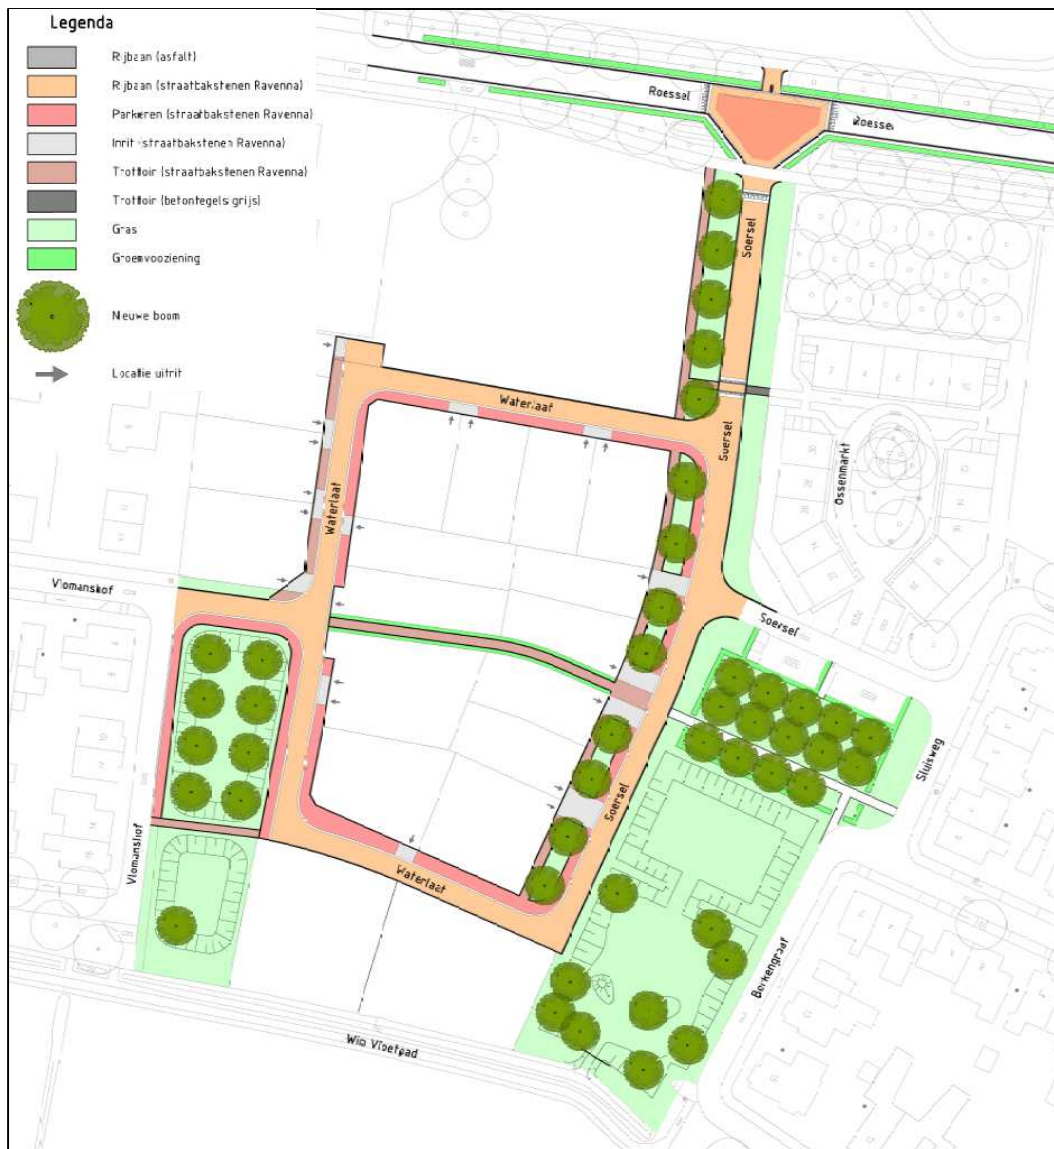 Legenda
Rijbaan (asfalt)
Rijbaan (straatbakstenen Ravenna)
Parkeren (straatbakstenen Ravenna)
Inrit (straatbakstenen Ravenna)
Trottoir (straatbakstenen Ravenna)
Trottoir (betontegels grijs)
Gras
Groenvooziening
Nieuwe boom
Locatie uitrit
Roessel
Roessel
Soersel
Waterlaat
Soersel
Ossenmarkt
Waterlaat
Vlomanshof
Soersel
Sluisweg
Soersel
Vlomanshof
Waterlaat
Borkengraaf
Wim Vloetpad